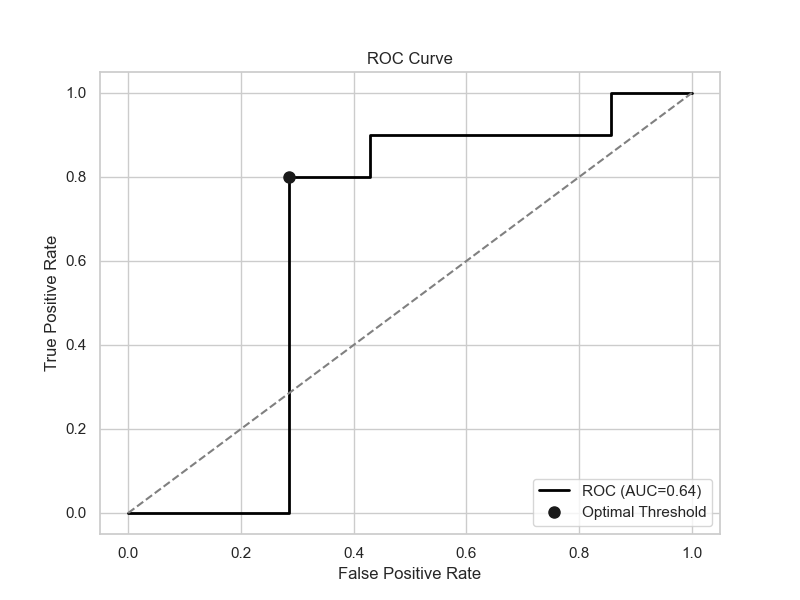 ROC Curve
1.0
0.8
0.6
0.4
0.2
0.0
True Positive Rate
0.0 0.2 0.4 0.6 0.8 1.0
False Positive Rate
ROC (AUC=0.64)
Optimal Threshold